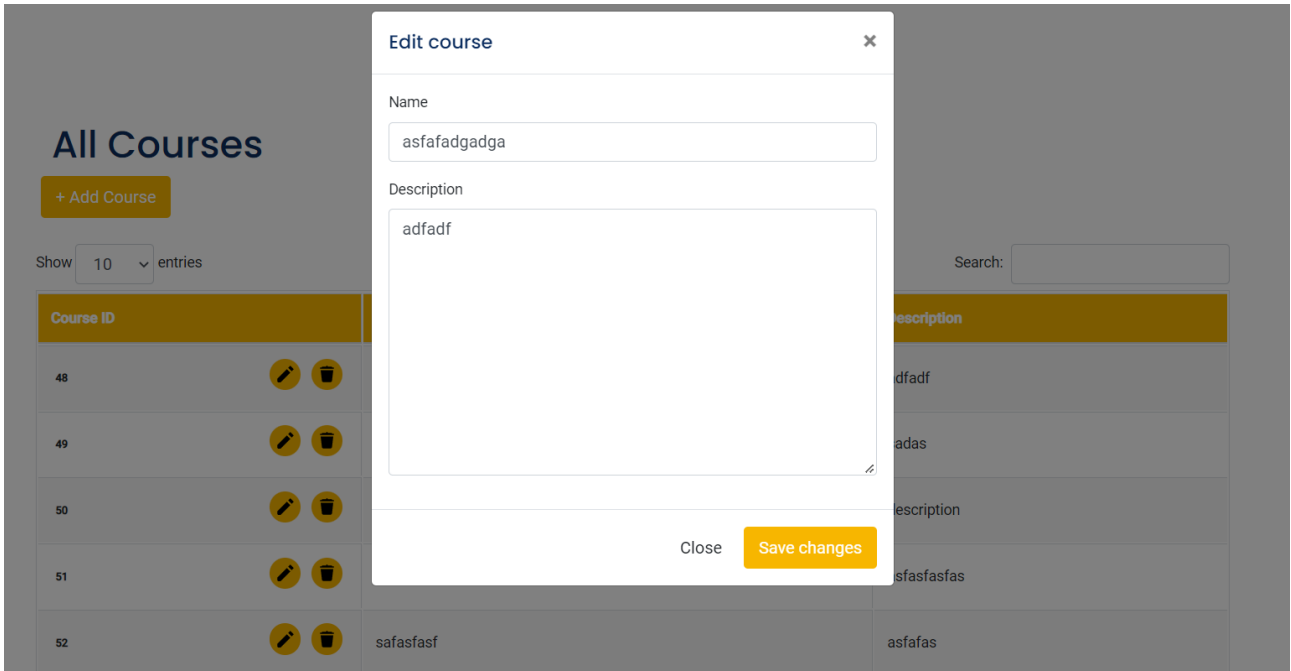 Edit course
×
Name
asfafadgadga
Description
adfadf
Close
Save changes
All Courses
+ Add Course
Show 10 entries
Search:
Course ID
48 dfadf
49 adas
50 escription
51 sfasfasfas
52 safasfasf asfafas